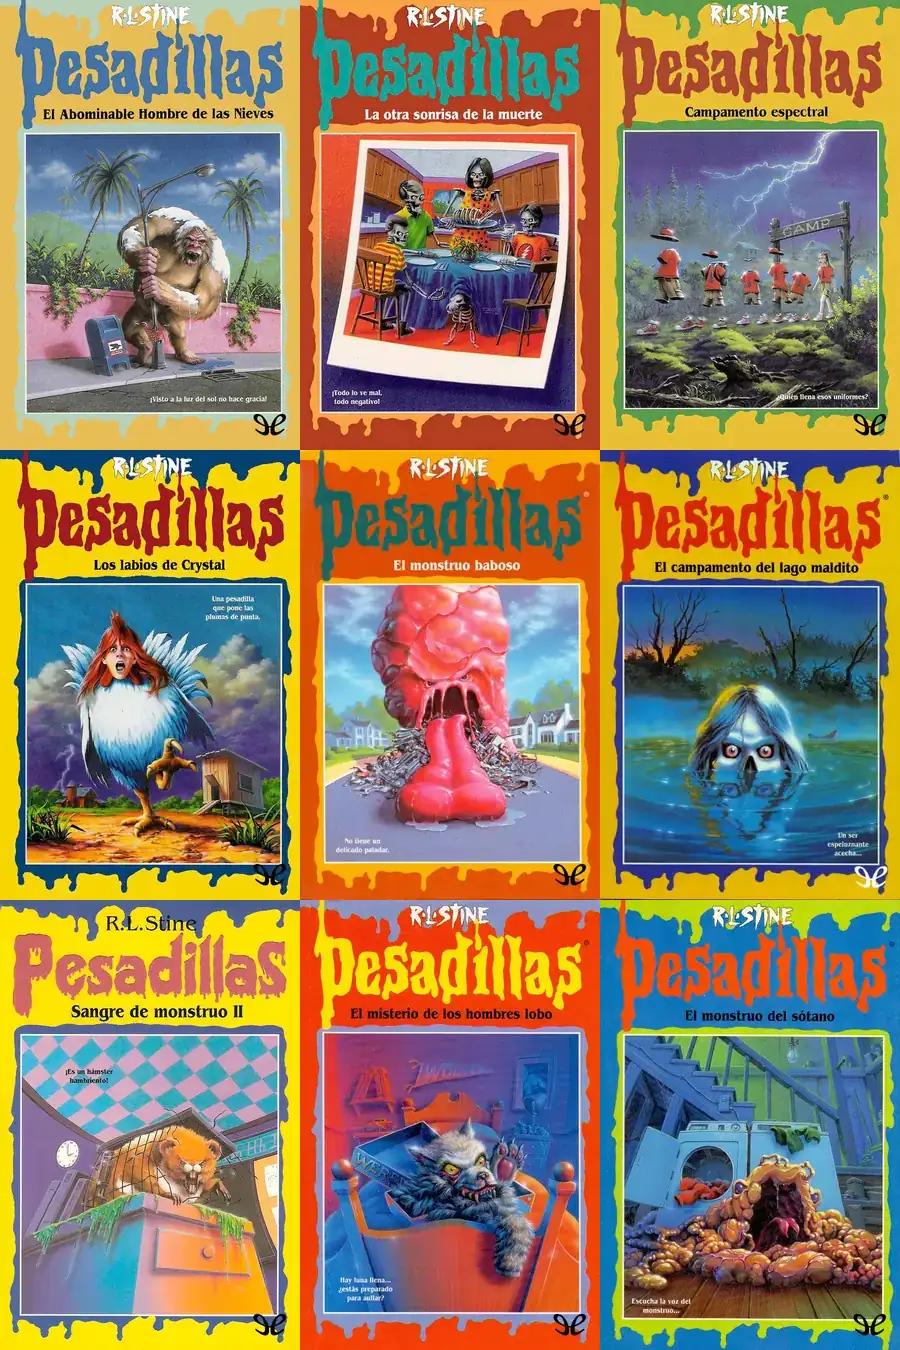 R.L.STINE
Pesadillas
El Abominable Hombre de las Nieves
¡Visto a la luz del sol no hace gracia!
R.L.STINE
Pesadillas
La otra sonrisa de la muerte
¡Todo lo ve mal,
todo negativo!
R.L.STINE
Pesadillas
Campamento espectral
CAMP
¿Quién llena esos uniformes?
R.L.STINE
Pesadillas
Los labios de Crystal
Una pesadilla
que pone las
plumas de punta.
R.L.STINE
Pesadillas
El monstruo baboso
No tiene un
delicado paladar.
R.L.STINE
Pesadillas
El campamento del lago maldito
Un ser
espeluznante
acecha...
R.L.Stine
Pesadillas
Sangre de monstruo II
¡Es un hámster
hambriento!
R.L.STINE
Pesadillas
El misterio de los hombres lobo
Hay luna llena...
¿estás preparado
para aullar?
R.L.STINE
Pesadillas
El monstruo del sótano
Escucha la voz del
monstruo...